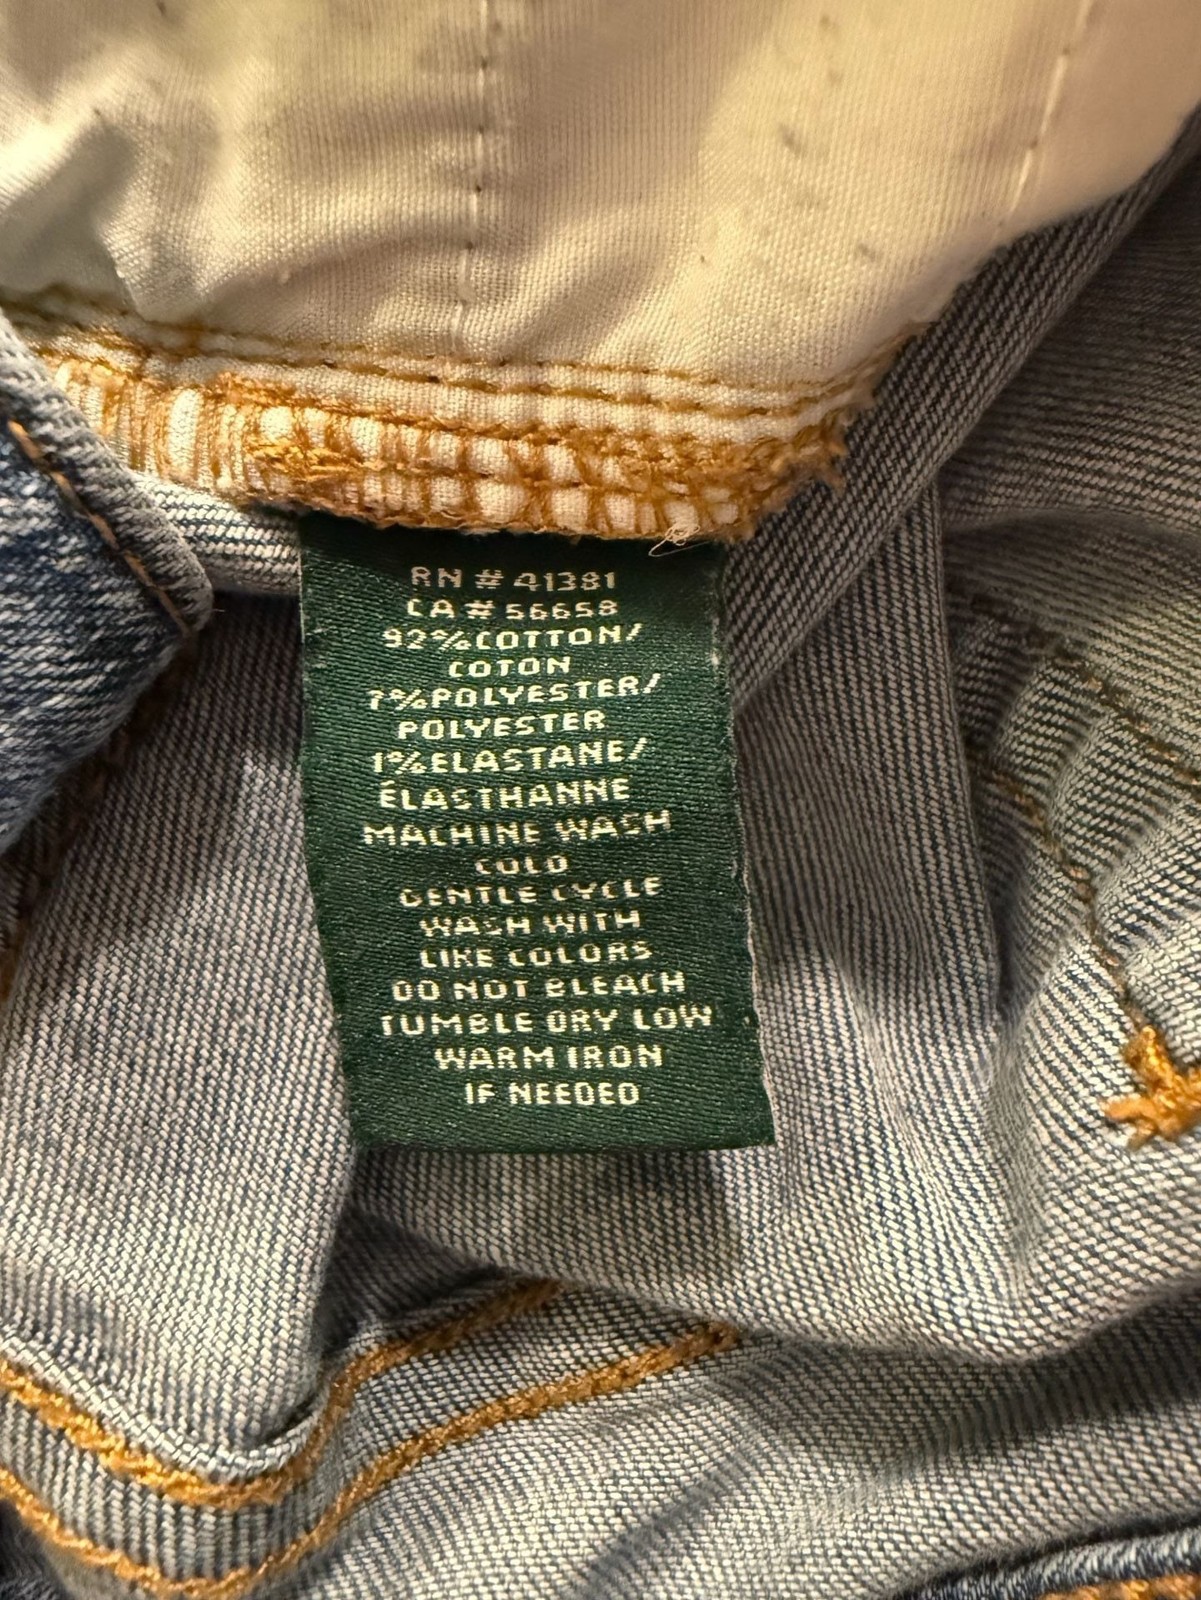 RN # 41381
CA # 56658
92%COTTON/
COTON
7%POLYESTER/
POLYESTER
1%ELASTANE/
ÉLASTHANNE
MACHINE WASH
COLD
GENTLE CYCLE
WASH WITH
LIKE COLORS
DO NOT BLEACH
TUMBLE DRY LOW
WARM IRON
IF NEEDED